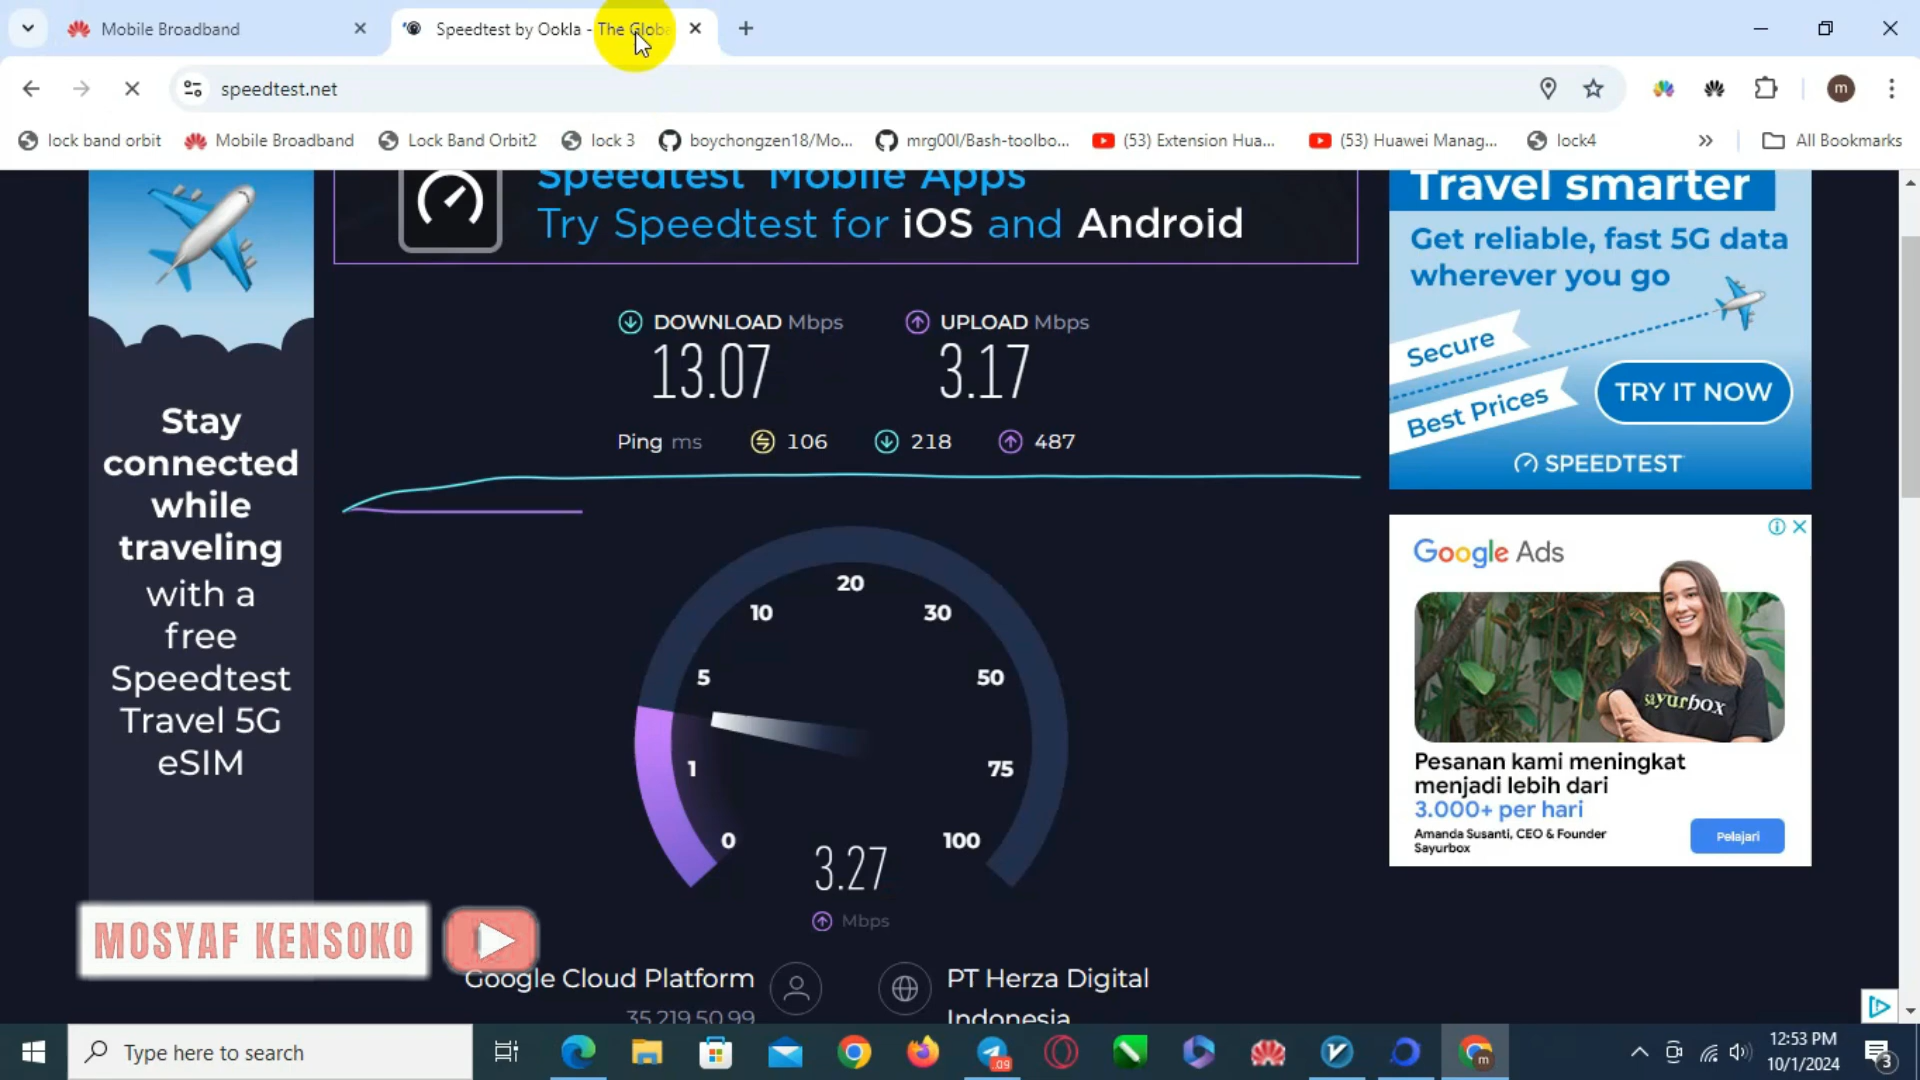 Mobile Broadband
Speedtest by Ookla - The Globa
speedtest.net
m
lock band orbit
Mobile Broadband
Lock Band Orbit2
lock 3
boychongzen18/Mo...
mrg00l/Bash-toolbo...
(53) Extension Hua...
(53) Huawei Manag...
lock4
All Bookmarks
Speedtest Mobile Apps
Try Speedtest for iOS and Android
Stay
connected
while
traveling
with a
free
Speedtest
Travel 5G
eSIM
DOWNLOAD Mbps
13.07
UPLOAD Mbps
3.17
Ping ms
106
218
487
0
1
5
10
20
30
50
75
100
3.27
Mbps
Google Cloud Platform
35.219.50.99
PT Herza Digital
Indonesia
Travel smarter
Get reliable, fast 5G data
wherever you go
Secure
Best Prices
TRY IT NOW
SPEEDTEST
Google Ads
sayurbox
Pesanan kami meningkat
menjadi lebih dari
3.000+ per hari
Amanda Susanti, CEO & Founder
Sayurbox
Pelajari
MOSYAF KENSOKO
Type here to search
.09
m
12:53 PM
10/1/2024
3